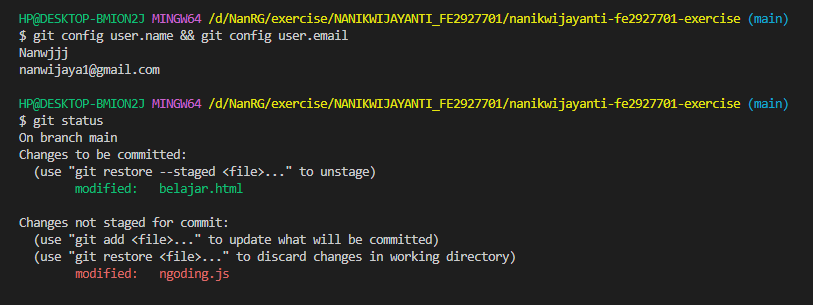 HP@DESKTOP-BMION2J MINGW64 /d/NanRG/exercise/NANIKWIJAYANTI_FE2927701/nanikwijayanti-fe2927701-exercise (main)
$ git config user.name && git config user.email
Nanwjjj
nanwijaya1@gmail.com

HP@DESKTOP-BMION2J MINGW64 /d/NanRG/exercise/NANIKWIJAYANTI_FE2927701/nanikwijayanti-fe2927701-exercise (main)
$ git status
On branch main
Changes to be committed:
  (use "git restore --staged <file>..." to unstage)
        modified:   belajar.html

Changes not staged for commit:
  (use "git add <file>..." to update what will be committed)
  (use "git restore <file>..." to discard changes in working directory)
        modified:   ngoding.js